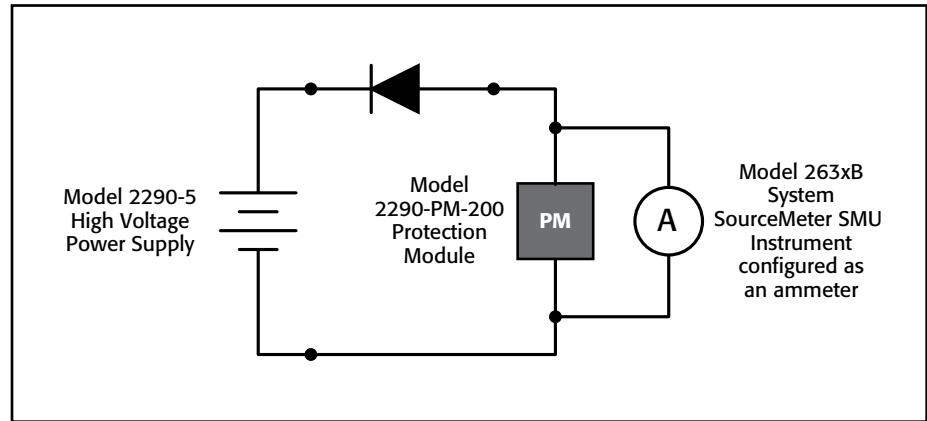 Model 2290-5
High Voltage
Power Supply
Model
2290-PM-200
Protection
Module
PM
A
Model 263xB
System
SourceMeter SMU
Instrument
configured as
an ammeter